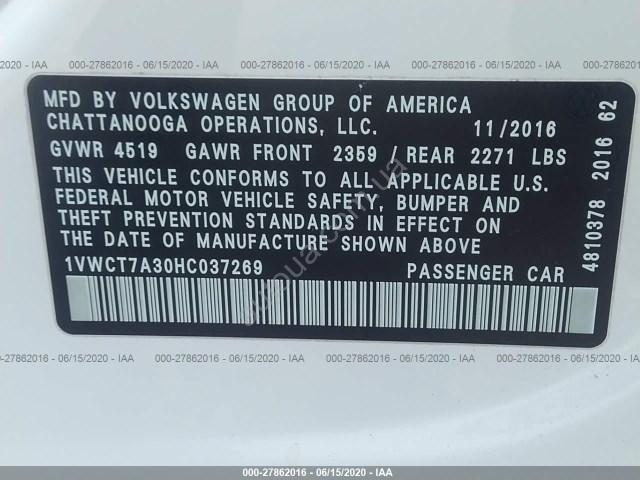 000-27862016 - 06/15/2020 - IAA
MFD BY VOLKSWAGEN GROUP OF AMERICA
CHATTANOOGA OPERATIONS, LLC. 11/2016
GVWR 4519 GAWR FRONT 2359 / REAR 2271 LBS
THIS VEHICLE CONFORMS TO ALL APPLICABLE U.S.
FEDERAL MOTOR VEHICLE SAFETY, BUMPER AND
THEFT PREVENTION STANDARDS IN EFFECT ON
THE DATE OF MANUFACTURE SHOWN ABOVE
1VWCT7A30HC037269 PASSENGER CAR
4810378 2016 62
autoua.com.ua
000-27862016 - 06/15/2020 - IAA
000-27862016 - 06/15/2020 - IAA